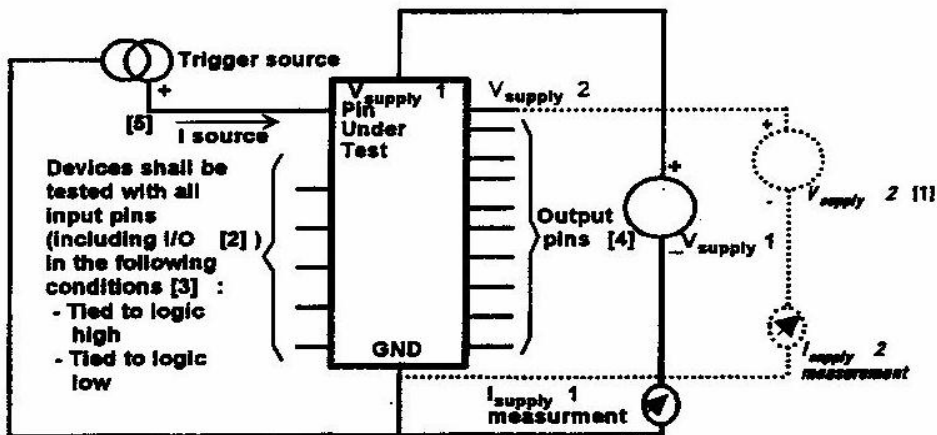 Trigger source
+
[5]
I source
Devices shall be
tested with all
input pins
(including I/O [2] )
in the following
conditions [3] :
- Tied to logic
high
- Tied to logic
low
Vsupply 1
Pin
Under
Test
GND
Vsupply 2
Output
pins [4]
+
- Vsupply 1
Isupply 1
measurment
+
-
Vsupply 2 [1]
Isupply 2
measurement